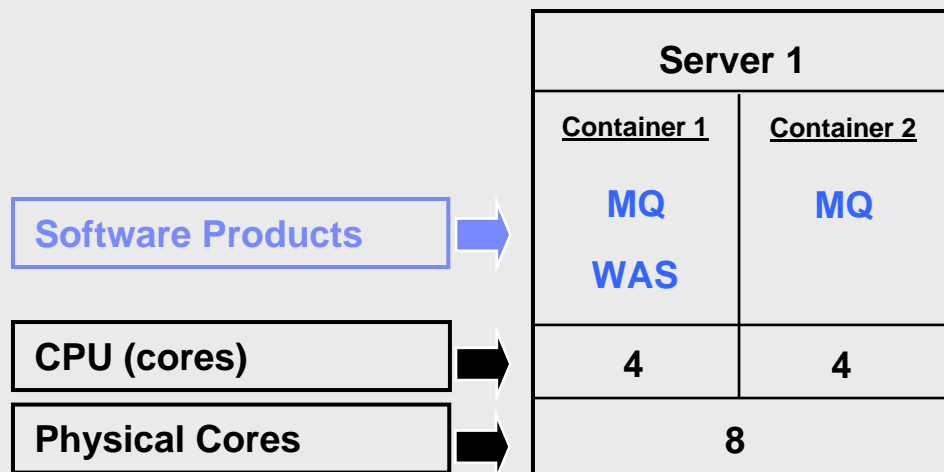 Server 1
Container 1 Container 2
Software Products MQ MQ
WAS
CPU (cores) 4 4
Physical Cores 8